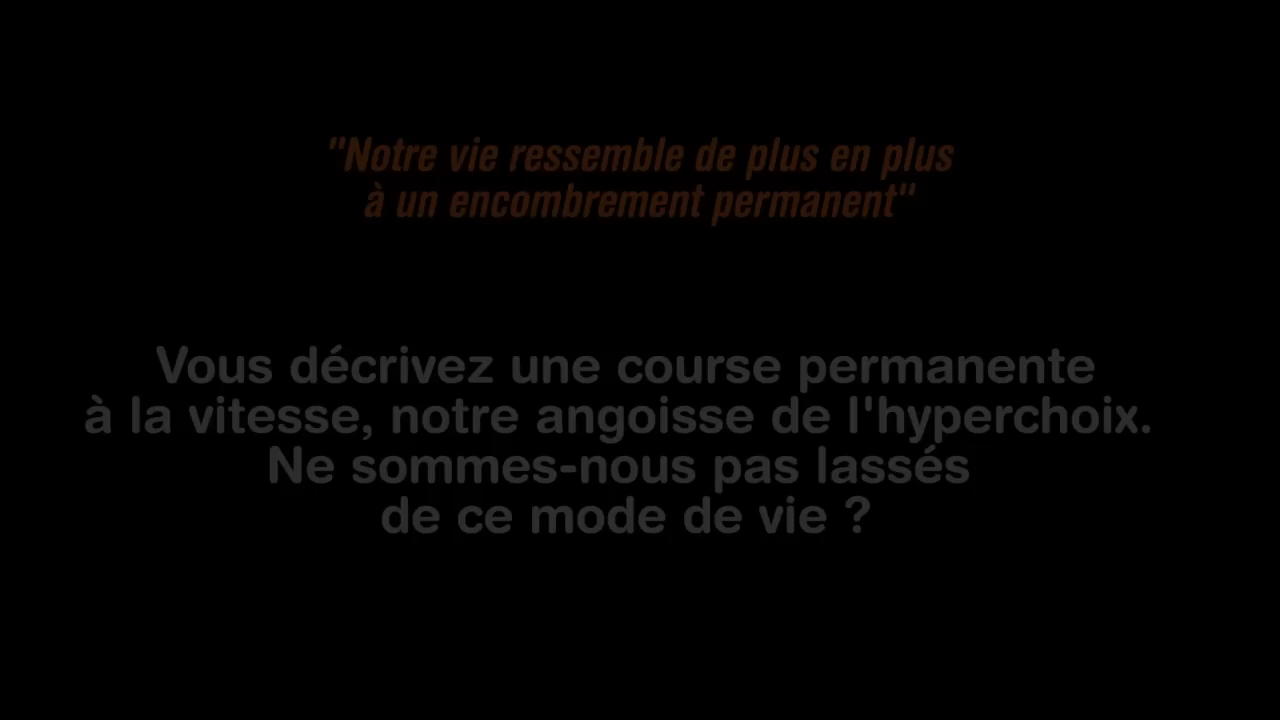 "Notre vie ressemble de plus en plus
à un encombrement permanent"
Vous décrivez une course permanente
à la vitesse, notre angoisse de l'hyperchoix.
Ne sommes-nous pas lassés
de ce mode de vie ?